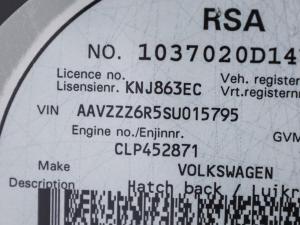 RSA
NO. 1037020D14
Licence no. Veh. register
Lisensienr. KNJ863EC Vrt.registernr
VIN AAVZZZ6R5SU015795
Engine no./Enjinnr. GVM
CLP452871
Make VOLKSWAGEN
Description Hatch back / Luikr